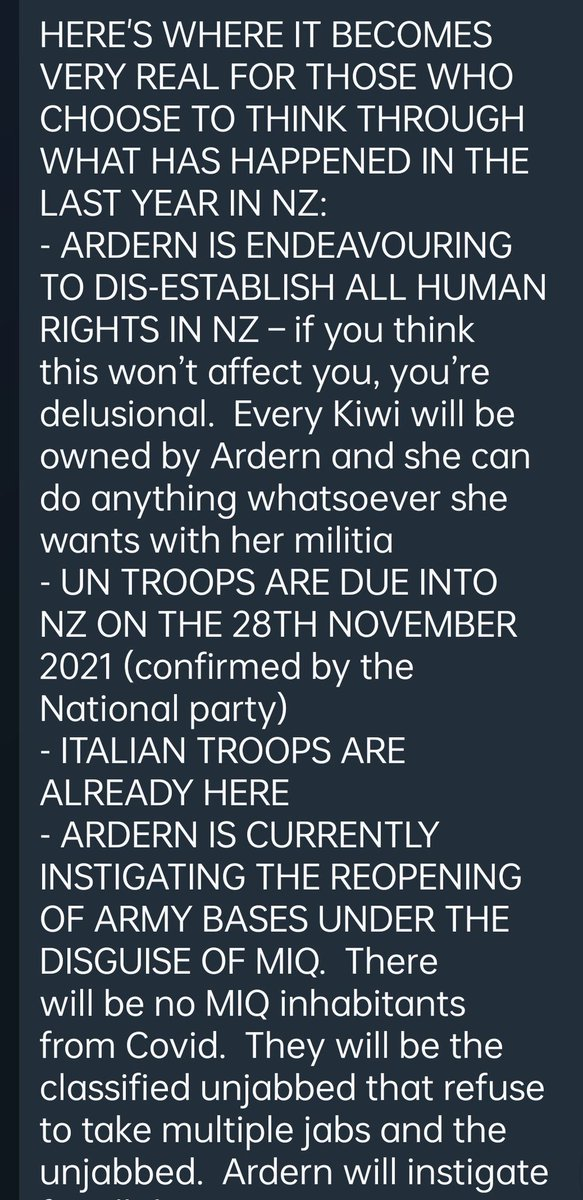 HERE'S WHERE IT BECOMES
VERY REAL FOR THOSE WHO
CHOOSE TO THINK THROUGH
WHAT HAS HAPPENED IN THE
LAST YEAR IN NZ:
- ARDERN IS ENDEAVOURING
TO DIS-ESTABLISH ALL HUMAN
RIGHTS IN NZ – if you think
this won’t affect you, you’re
delusional.  Every Kiwi will be
owned by Ardern and she can
do anything whatsoever she
wants with her militia
- UN TROOPS ARE DUE INTO
NZ ON THE 28TH NOVEMBER
2021 (confirmed by the
National party)
- ITALIAN TROOPS ARE
ALREADY HERE
- ARDERN IS CURRENTLY
INSTIGATING THE REOPENING
OF ARMY BASES UNDER THE
DISGUISE OF MIQ.  There
will be no MIQ inhabitants
from Covid.  They will be the
classified unjabbed that refuse
to take multiple jabs and the
unjabbed.  Ardern will instigate